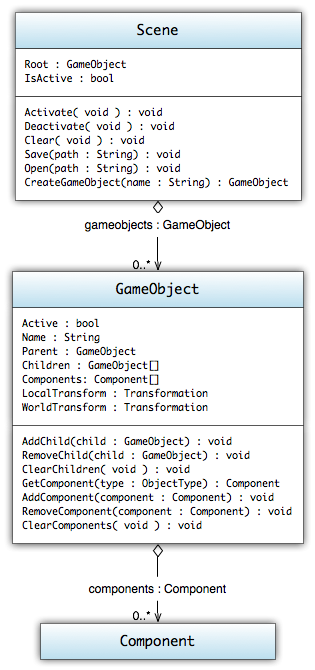 Scene
Root : GameObject
IsActive : bool
Activate( void ) : void
Deactivate( void ) : void
Clear( void ) : void
Save(path : String) : void
Open(path : String) : void
CreateGameObject(name : String) : GameObject
gameobjects : GameObject
0..*
GameObject
Active : bool
Name : String
Parent : GameObject
Children : GameObject[]
Components: Component[]
LocalTransform : Transformation
WorldTransform : Transformation
AddChild(child : GameObject) : void
RemoveChild(child : GameObject) : void
ClearChildren( void ) : void
GetComponent(type : ObjectType) : Component
AddComponent(component : Component) : void
RemoveComponent(component : Component) : void
ClearComponents( void ) : void
components : Component
0..*
Component